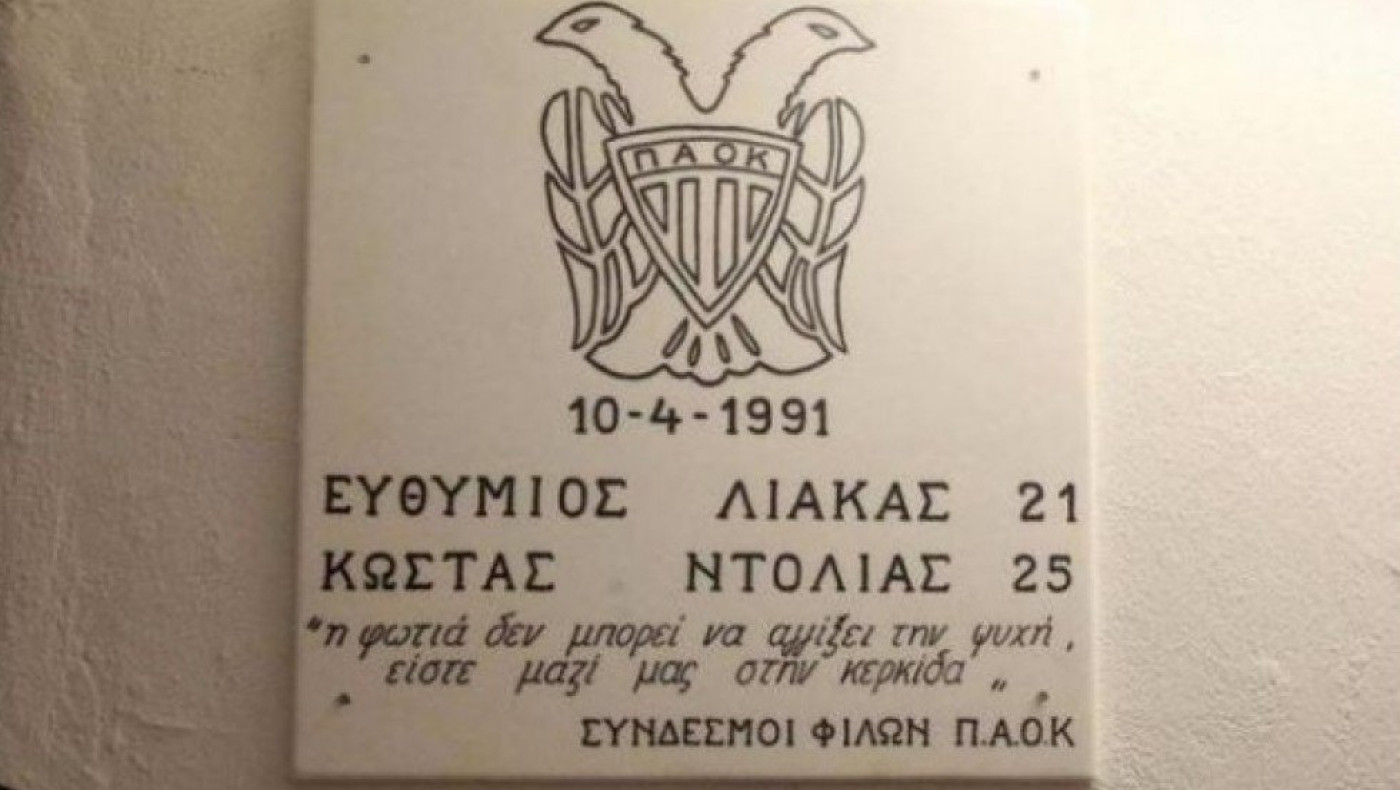 ΠΑΟΚ
10-4-1991
ΕΥΘΥΜΙΟΣ ΛΙΑΚΑΣ 21
ΚΩΣΤΑΣ ΝΤΟΛΙΑΣ 25
"η φωτιά δεν μπορεί να αγγίξει την ψυχή,
είστε μαζί μας στην κερκίδα„
ΣΥΝΔΕΣΜΟΙ ΦΙΛΩΝ Π.Α.Ο.Κ